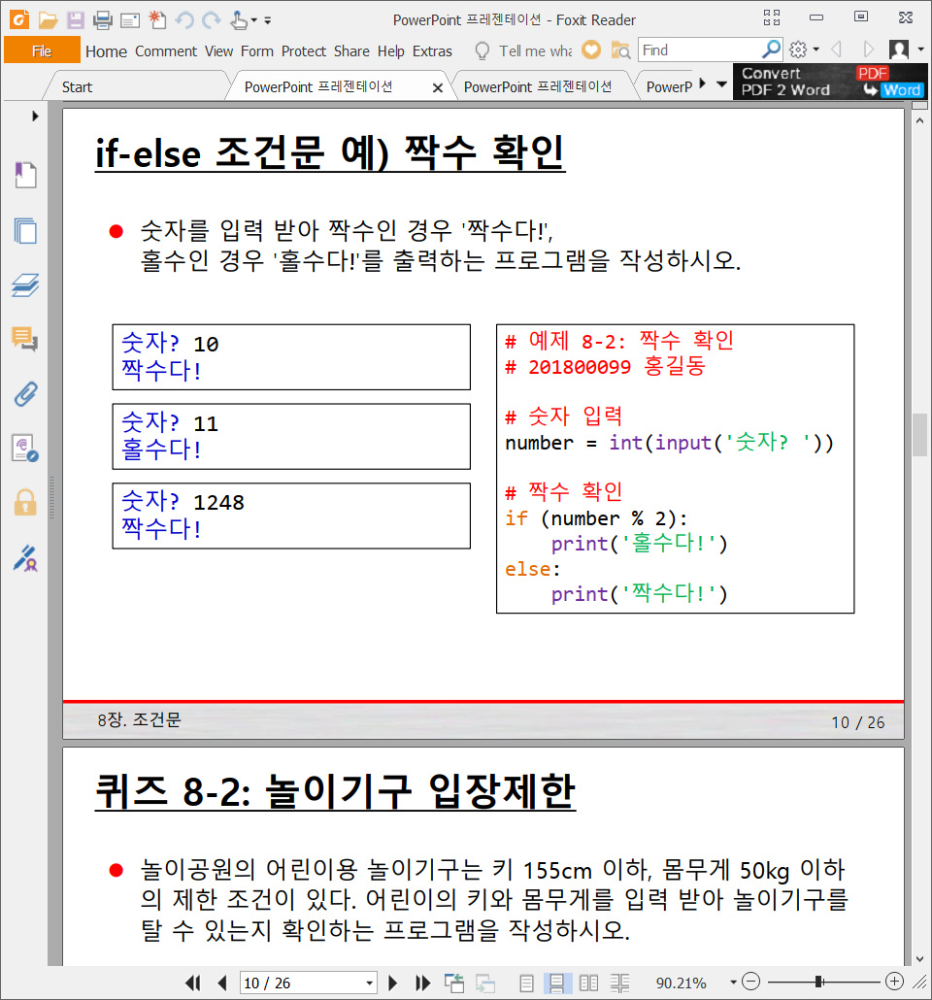 PowerPoint 프레젠테이션 - Foxit Reader
File Home Comment View Form Protect Share Help Extras Tell me wha Find
Start PowerPoint 프레젠테이션 PowerPoint 프레젠테이션 PowerP
Convert PDF
PDF 2 Word Word
if-else 조건문 예) 짝수 확인
숫자를 입력 받아 짝수인 경우 '짝수다!',
홀수인 경우 '홀수다!'를 출력하는 프로그램을 작성하시오.
숫자? 10
짝수다!
숫자? 11
홀수다!
숫자? 1248
짝수다!
# 예제 8-2: 짝수 확인
# 201800099 홍길동
# 숫자 입력
number = int(input('숫자? '))
# 짝수 확인
if (number % 2):
    print('홀수다!')
else:
    print('짝수다!')
8장. 조건문
10 / 26
퀴즈 8-2: 놀이기구 입장제한
놀이공원의 어린이용 놀이기구는 키 155cm 이하, 몸무게 50kg 이하
의 제한 조건이 있다. 어린이의 키와 몸무게를 입력 받아 놀이기구를
탈 수 있는지 확인하는 프로그램을 작성하시오.
10 / 26
90.21%